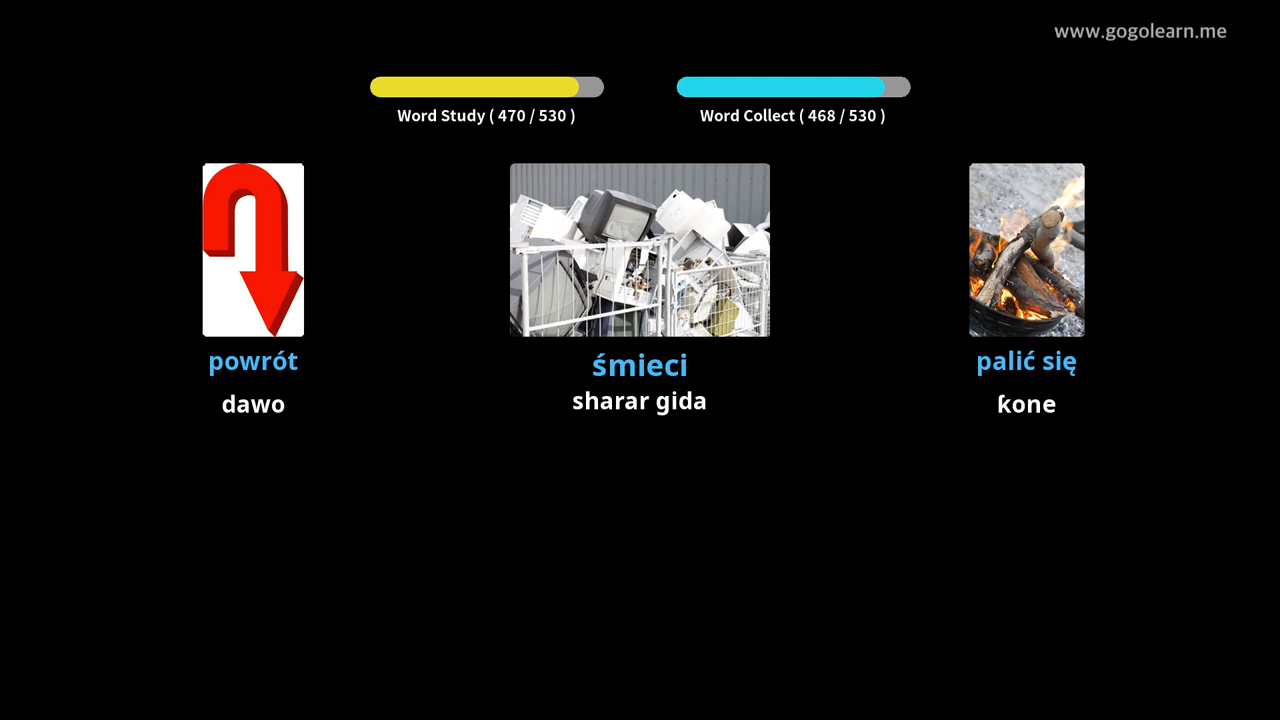 www.gogolearn.me
Word Study ( 470 / 530 )
Word Collect ( 468 / 530 )
powrót
śmieci
palić się
dawo
sharar gida
ƙone